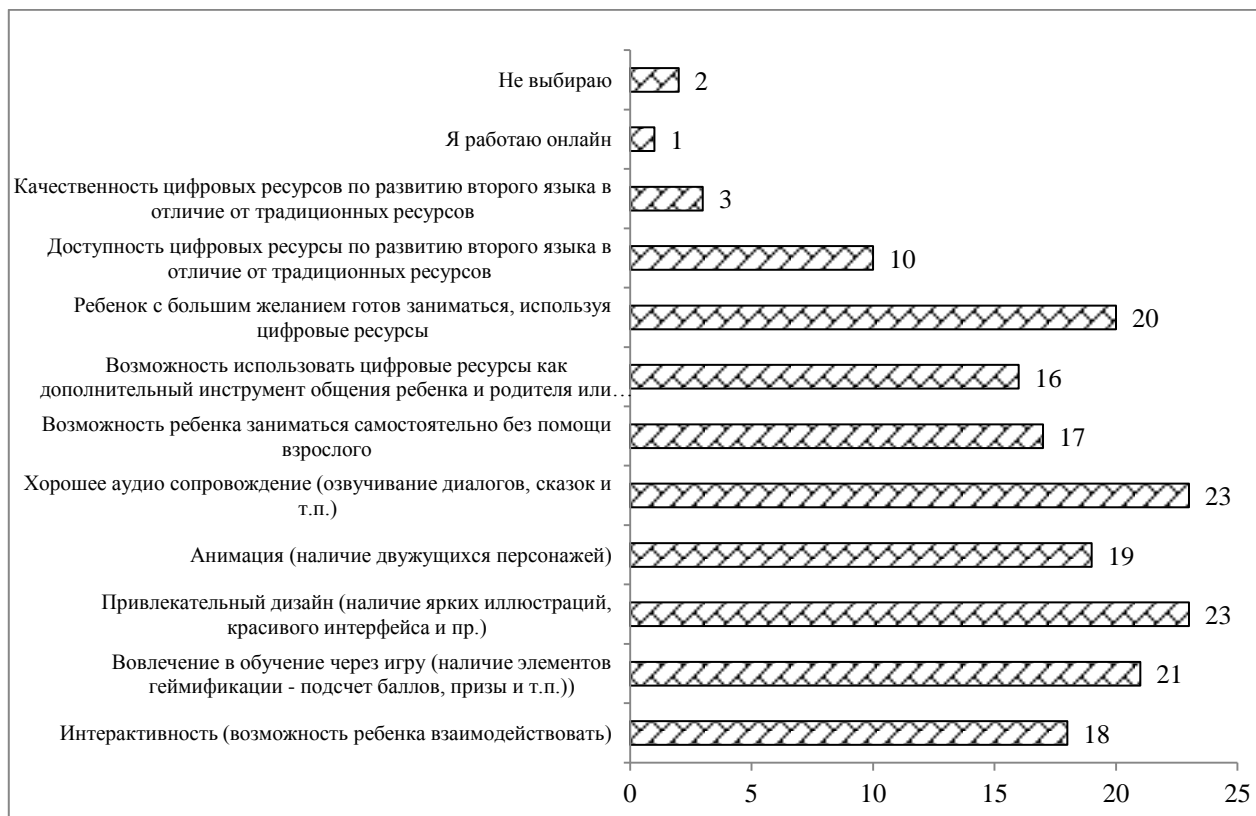 Не выбираю
2
Я работаю онлайн
1
Качественность цифровых ресурсов по развитию второго языка в
отличие от традиционных ресурсов
3
Доступность цифровых ресурсы по развитию второго языка в
отличие от традиционных ресурсов
10
Ребенок с большим желанием готов заниматься, используя
цифровые ресурсы
20
Возможность использовать цифровые ресурсы как
дополнительный инструмент общения ребенка и родителя или…
16
Возможность ребенка заниматься самостоятельно без помощи
взрослого
17
Хорошее аудио сопровождение (озвучивание диалогов, сказок и
т.п.)
23
Анимация (наличие двужущихся персонажей)
19
Привлекательный дизайн (наличие ярких иллюстраций,
красивого интерфейса и пр.)
23
Вовлечение в обучение через игру (наличие элементов
геймификации - подсчет баллов, призы и т.п.))
21
Интерактивность (возможность ребенка взаимодействовать)
18
0 5 10 15 20 25